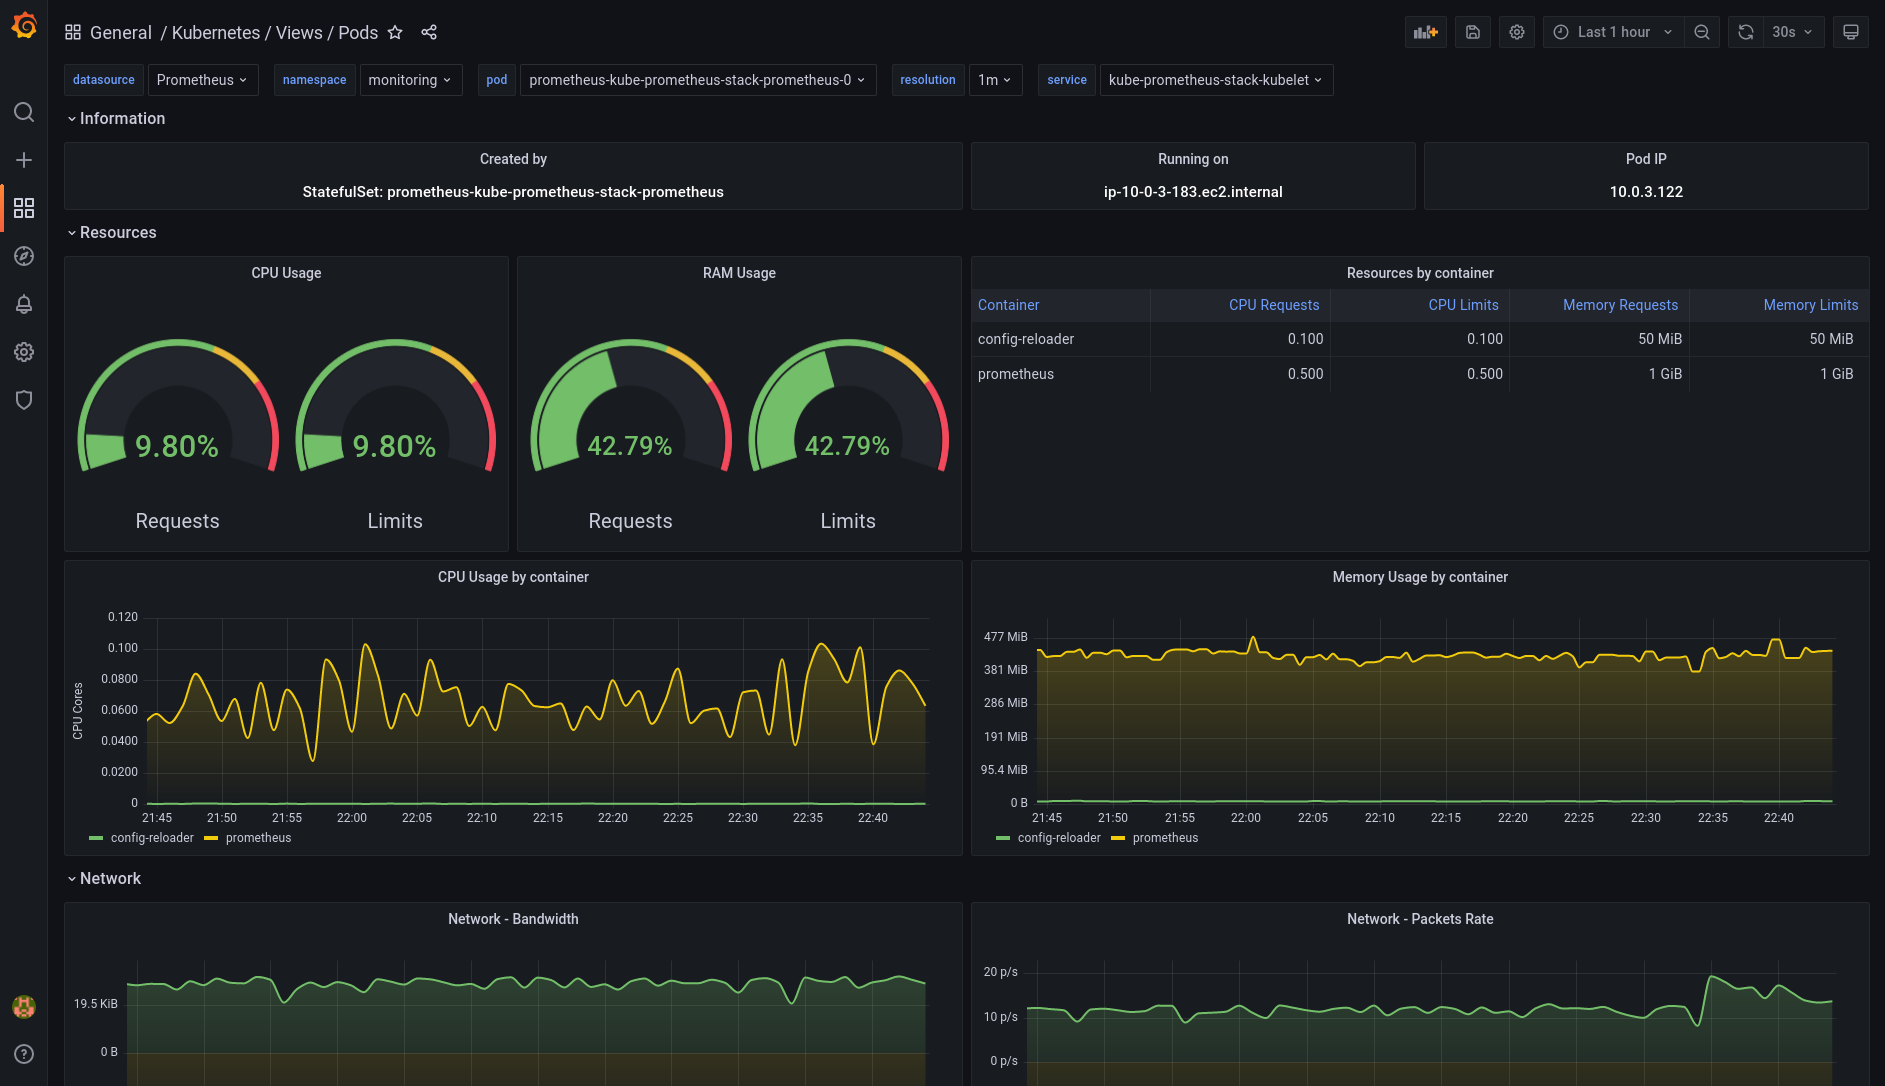 General / Kubernetes / Views / Pods
Last 1 hour
30s
datasource Prometheus namespace monitoring pod prometheus-kube-prometheus-stack-prometheus-0 resolution 1m service kube-prometheus-stack-kubelet
Information
Created by
StatefulSet: prometheus-kube-prometheus-stack-prometheus
Running on
ip-10-0-3-183.ec2.internal
Pod IP
10.0.3.122
Resources
CPU Usage
9.80% 9.80%
Requests Limits
RAM Usage
42.79% 42.79%
Requests Limits
Resources by container
Container CPU Requests CPU Limits Memory Requests Memory Limits
config-reloader 0.100 0.100 50 MiB 50 MiB
prometheus 0.500 0.500 1 GiB 1 GiB
CPU Usage by container
CPU Cores
0.120
0.100
0.0800
0.0600
0.0400
0.0200
0
21:45 21:50 21:55 22:00 22:05 22:10 22:15 22:20 22:25 22:30 22:35 22:40
config-reloader prometheus
Memory Usage by container
477 MiB
381 MiB
286 MiB
191 MiB
95.4 MiB
0 B
21:45 21:50 21:55 22:00 22:05 22:10 22:15 22:20 22:25 22:30 22:35 22:40
config-reloader prometheus
Network
Network - Bandwidth
19.5 KiB
0 B
Network - Packets Rate
20 p/s
10 p/s
0 p/s